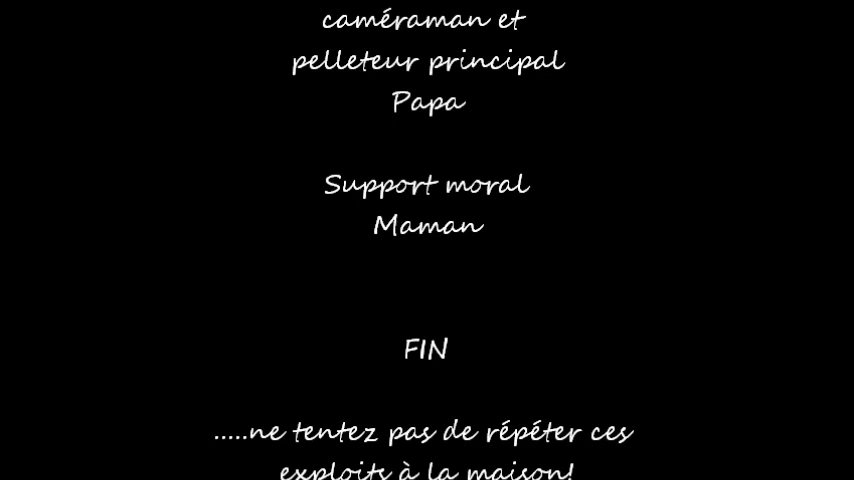 caméraman et
pelleteur principal
Papa
Support moral
Maman
FIN
.....ne tentez pas de répéter ces
exploits à la maison!